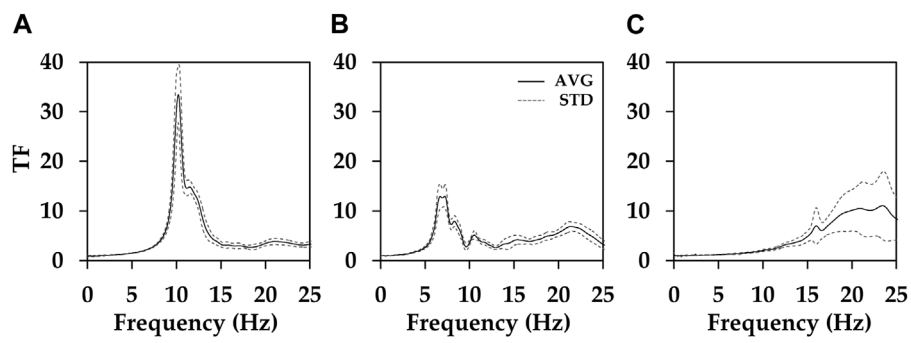 A B C
40 40 40
AVG
STD
30 30 30
TF
20 20 20
10 10 10
0 0 0
0 5 10 15 20 25 0 5 10 15 20 25 0 5 10 15 20 25
Frequency (Hz) Frequency (Hz) Frequency (Hz)